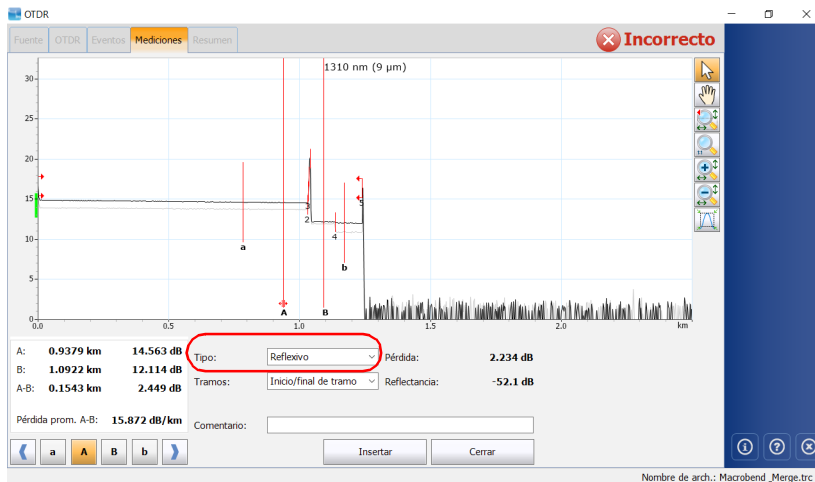 OTDR
Fuente OTDR Eventos Mediciones Resumen Incorrecto
1310 nm (9 µm)
30
25
20
15
10
5
0
3
2
4
5
a
b
A B
0.0 0.5 1.0 1.5 2.0 km
A: 0.9379 km 14.563 dB
B: 1.0922 km 12.114 dB
A-B: 0.1543 km 2.449 dB
Pérdida prom. A-B: 15.872 dB/km
Tipo: Reflexivo Pérdida: 2.234 dB
Tramos: Inicio/final de tramo Reflectancia: -52.1 dB
Comentario:
a A B b Insertar Cerrar
Nombre de arch.: Macrobend _Merge.trc